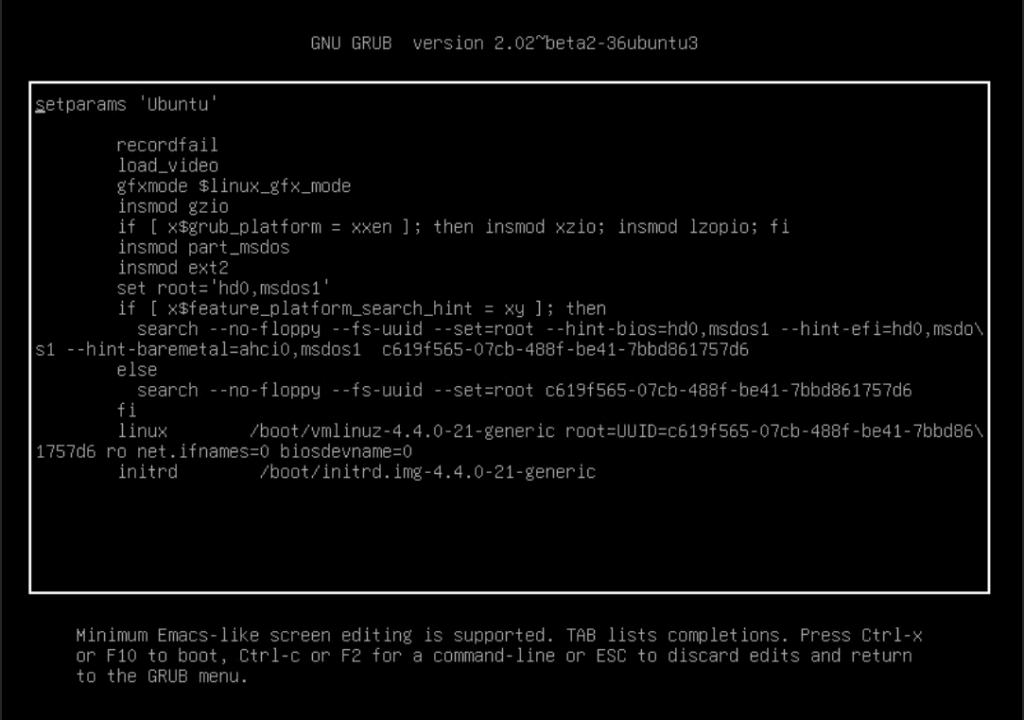 GNU GRUB  version 2.02~beta2-36ubuntu3
setparams 'Ubuntu'
recordfail
load_video
gfxmode $linux_gfx_mode
insmod gzio
if [ x$grub_platform = xxen ]; then insmod xzio; insmod lzopio; fi
insmod part_msdos
insmod ext2
set root='hd0,msdos1'
if [ x$feature_platform_search_hint = xy ]; then
search --no-floppy --fs-uuid --set=root --hint-bios=hd0,msdos1 --hint-efi=hd0,msdo\
s1 --hint-baremetal=ahci0,msdos1  c619f565-07cb-488f-be41-7bbd861757d6
else
search --no-floppy --fs-uuid --set=root c619f565-07cb-488f-be41-7bbd861757d6
fi
linux        /boot/vmlinuz-4.4.0-21-generic root=UUID=c619f565-07cb-488f-be41-7bbd86\
1757d6 ro net.ifnames=0 biosdevname=0
initrd        /boot/initrd.img-4.4.0-21-generic
Minimum Emacs-like screen editing is supported. TAB lists completions. Press Ctrl-x
or F10 to boot, Ctrl-c or F2 for a command-line or ESC to discard edits and return
to the GRUB menu.